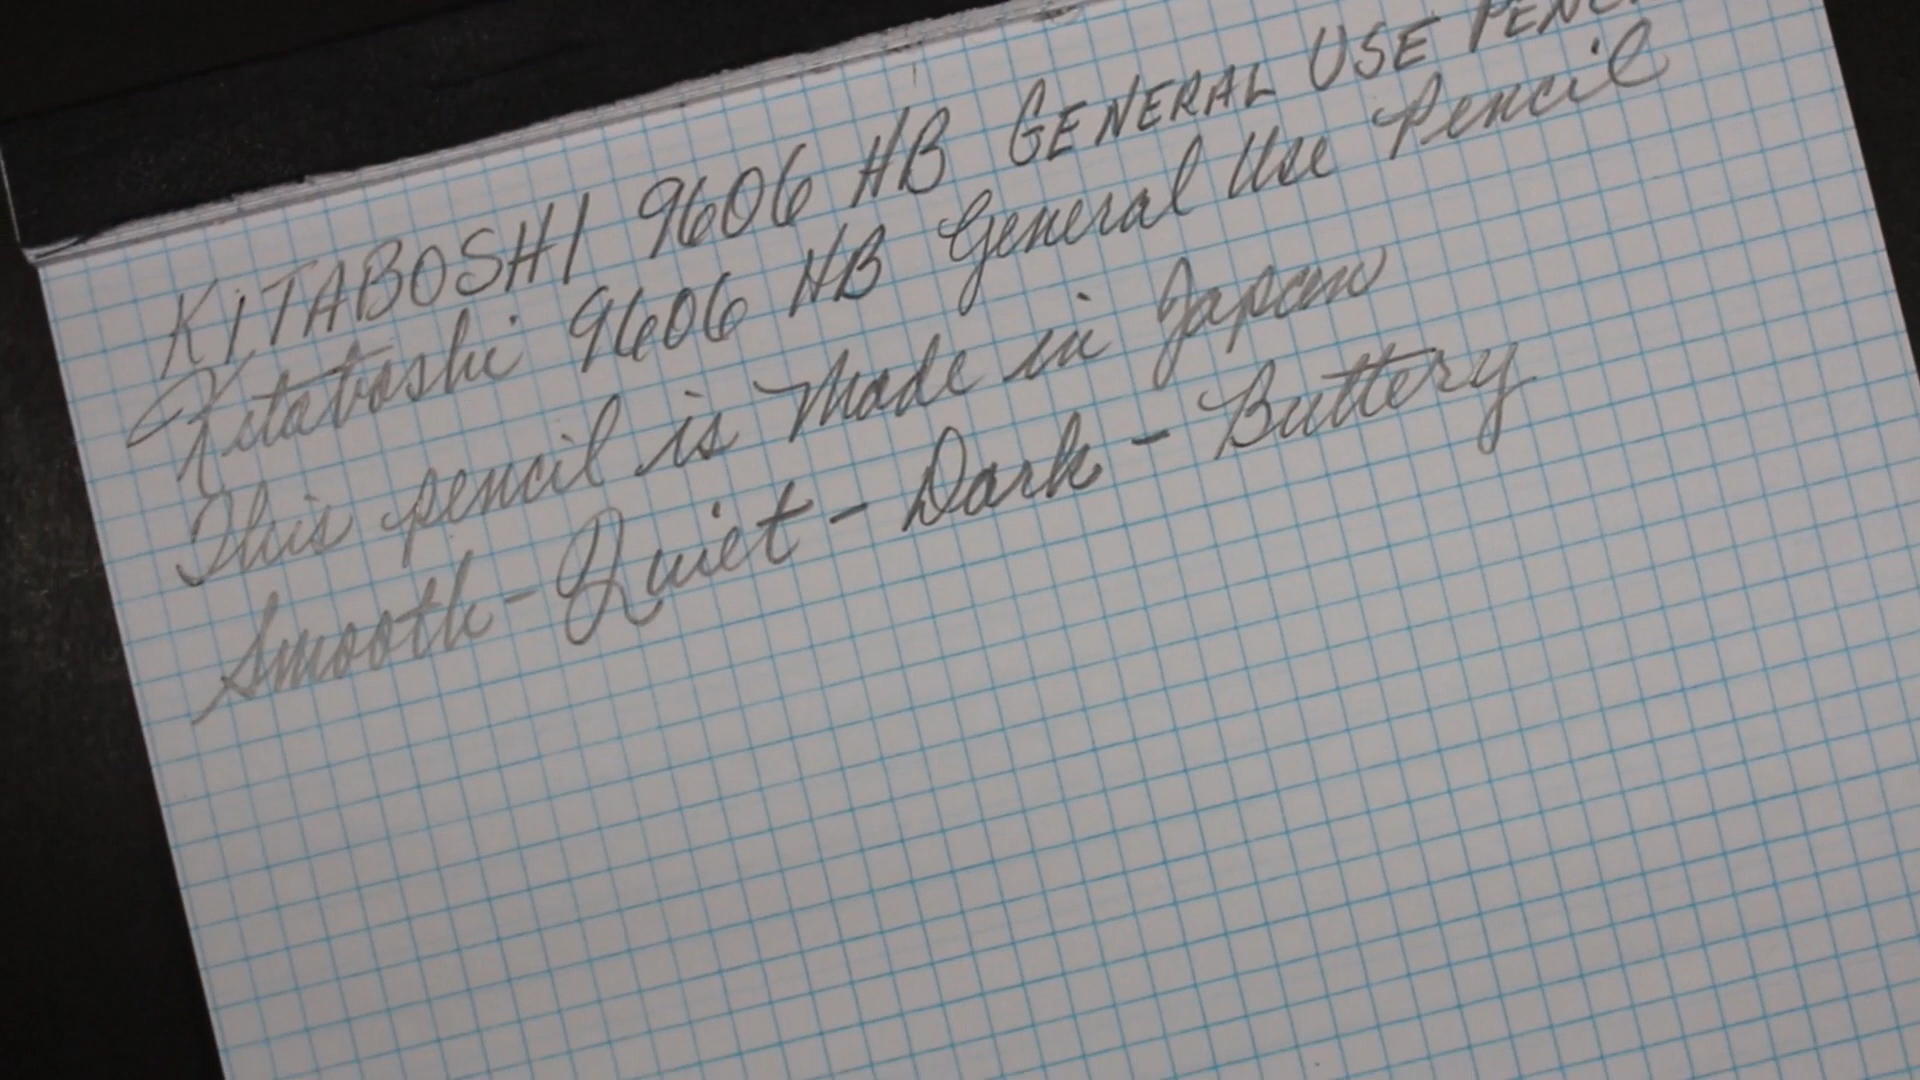 KITABOSHI 9606 HB GENERAL USE PENC
Kitaboshi 9606 HB General Use Pencil
This pencil is Made in Japan
Smooth - Quiet - Dark - Buttery